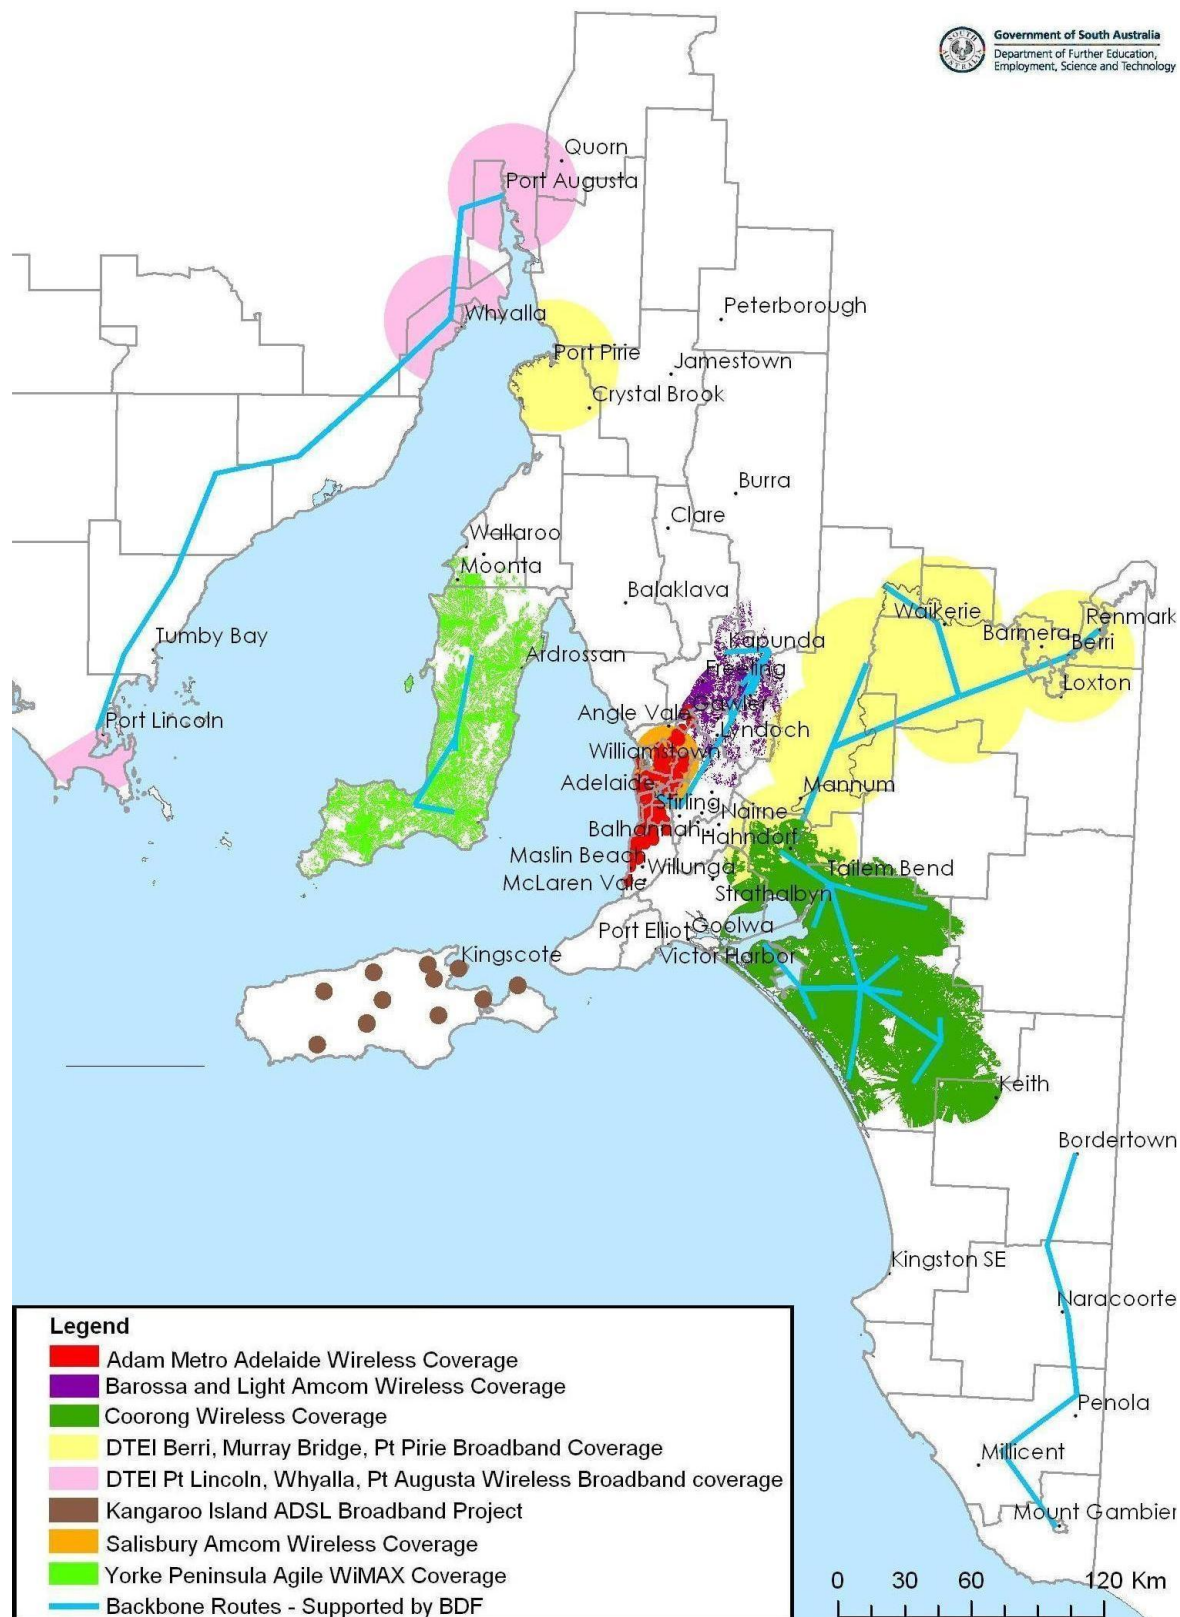 Government of South Australia
Department of Further Education,
Employment, Science and Technology
SOUTH
AUSTRALIA
Quorn
Port Augusta
Whyalla
Peterborough
Port Pirie
Jamestown
Crystal Brook
Burra
Clare
Wallaroo
Moonta
Balaklava
Waikerie
Renmark
Barmera
Berri
Kapunda
Tumby Bay
Ardrossan
Freeling
Loxton
Gawler
Port Lincoln
Angle Vale
Lyndoch
Williamstown
Adelaide
Mannum
Stirling
Nairne
Balhannah
Hahndorf
Maslin Beach
Willunga
Tailem Bend
McLaren Vale
Strathalbyn
Port Elliot
Goolwa
Kingscote
Victor Harbor
Keith
Bordertown
Kingston SE
Naracoorte
Penola
Millicent
Mount Gambier
Legend
Adam Metro Adelaide Wireless Coverage
Barossa and Light Amcom Wireless Coverage
Coorong Wireless Coverage
DTEI Berri, Murray Bridge, Pt Pirie Broadband Coverage
DTEI Pt Lincoln, Whyalla, Pt Augusta Wireless Broadband coverage
Kangaroo Island ADSL Broadband Project
Salisbury Amcom Wireless Coverage
Yorke Peninsula Agile WiMAX Coverage
Backbone Routes - Supported by BDF
0 30 60 120 Km